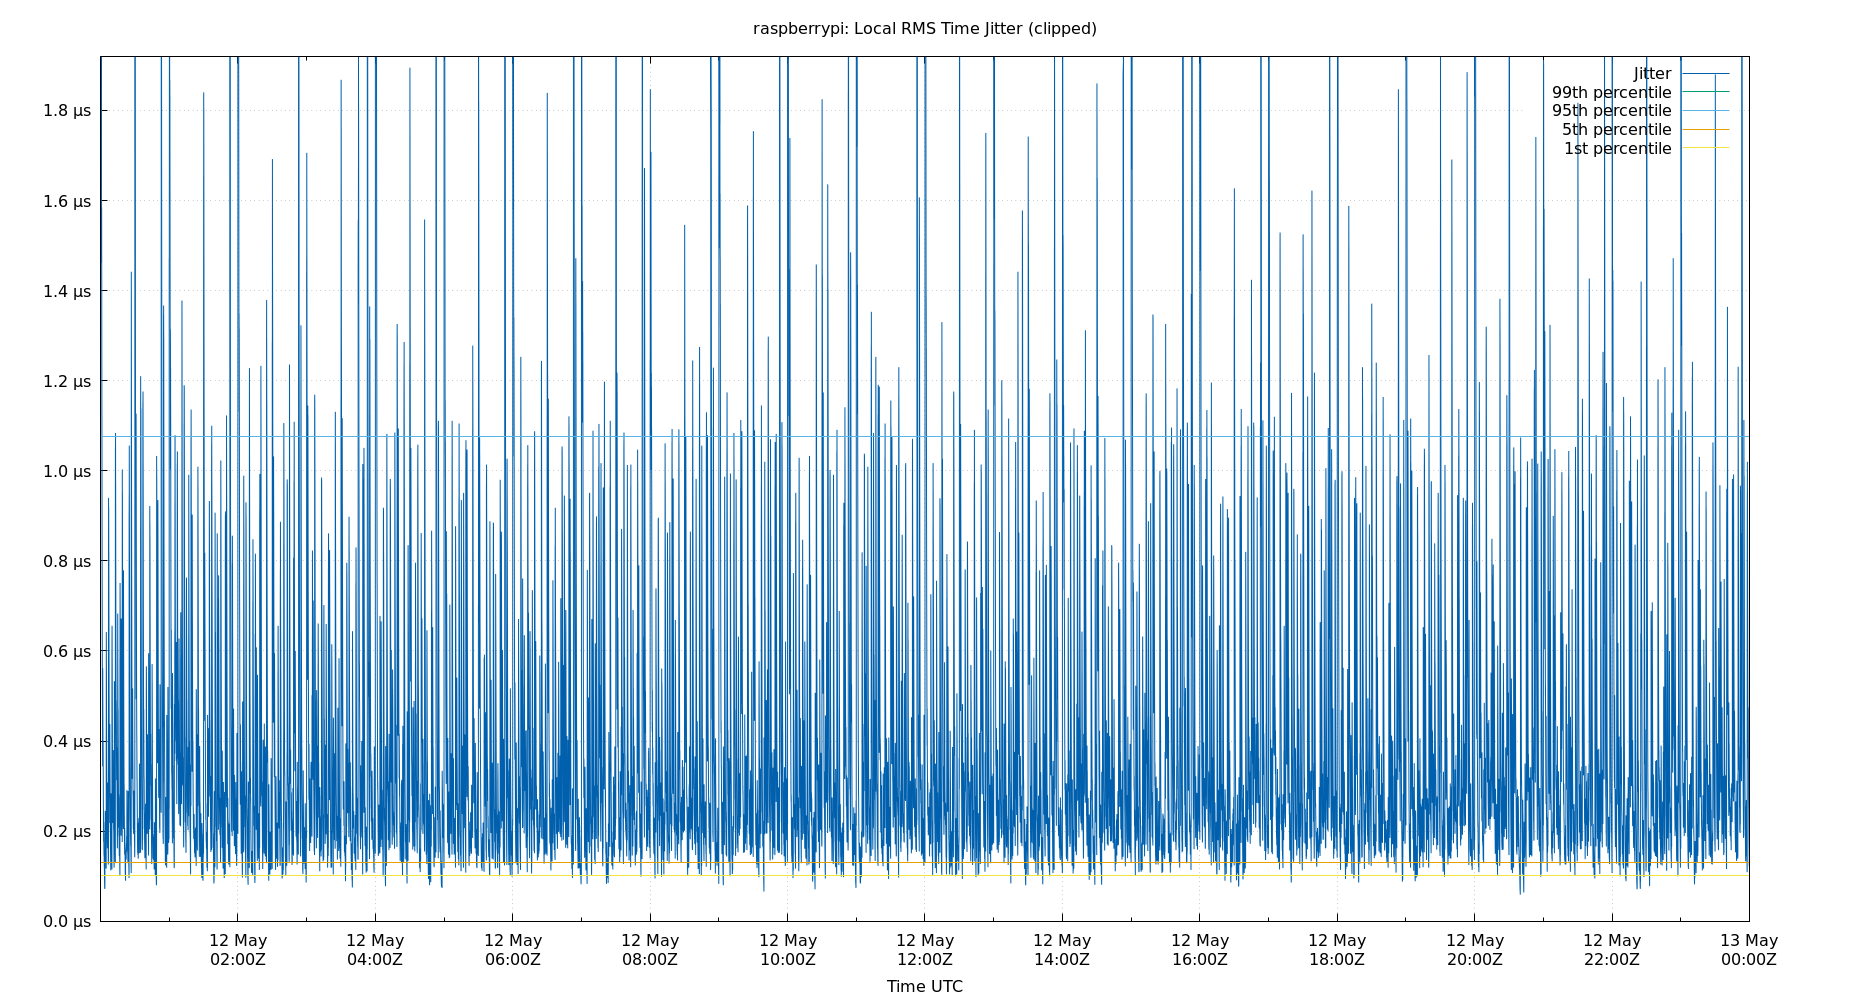 raspberrypi: Local RMS Time Jitter (clipped)
Jitter
99th percentile
95th percentile
5th percentile
1st percentile
1.8 µs
1.6 µs
1.4 µs
1.2 µs
1.0 µs
0.8 µs
0.6 µs
0.4 µs
0.2 µs
0.0 µs
12 May 12 May 12 May 12 May 12 May 12 May 12 May 12 May 12 May 12 May 12 May 13 May
02:00Z 04:00Z 06:00Z 08:00Z 10:00Z 12:00Z 14:00Z 16:00Z 18:00Z 20:00Z 22:00Z 00:00Z
Time UTC